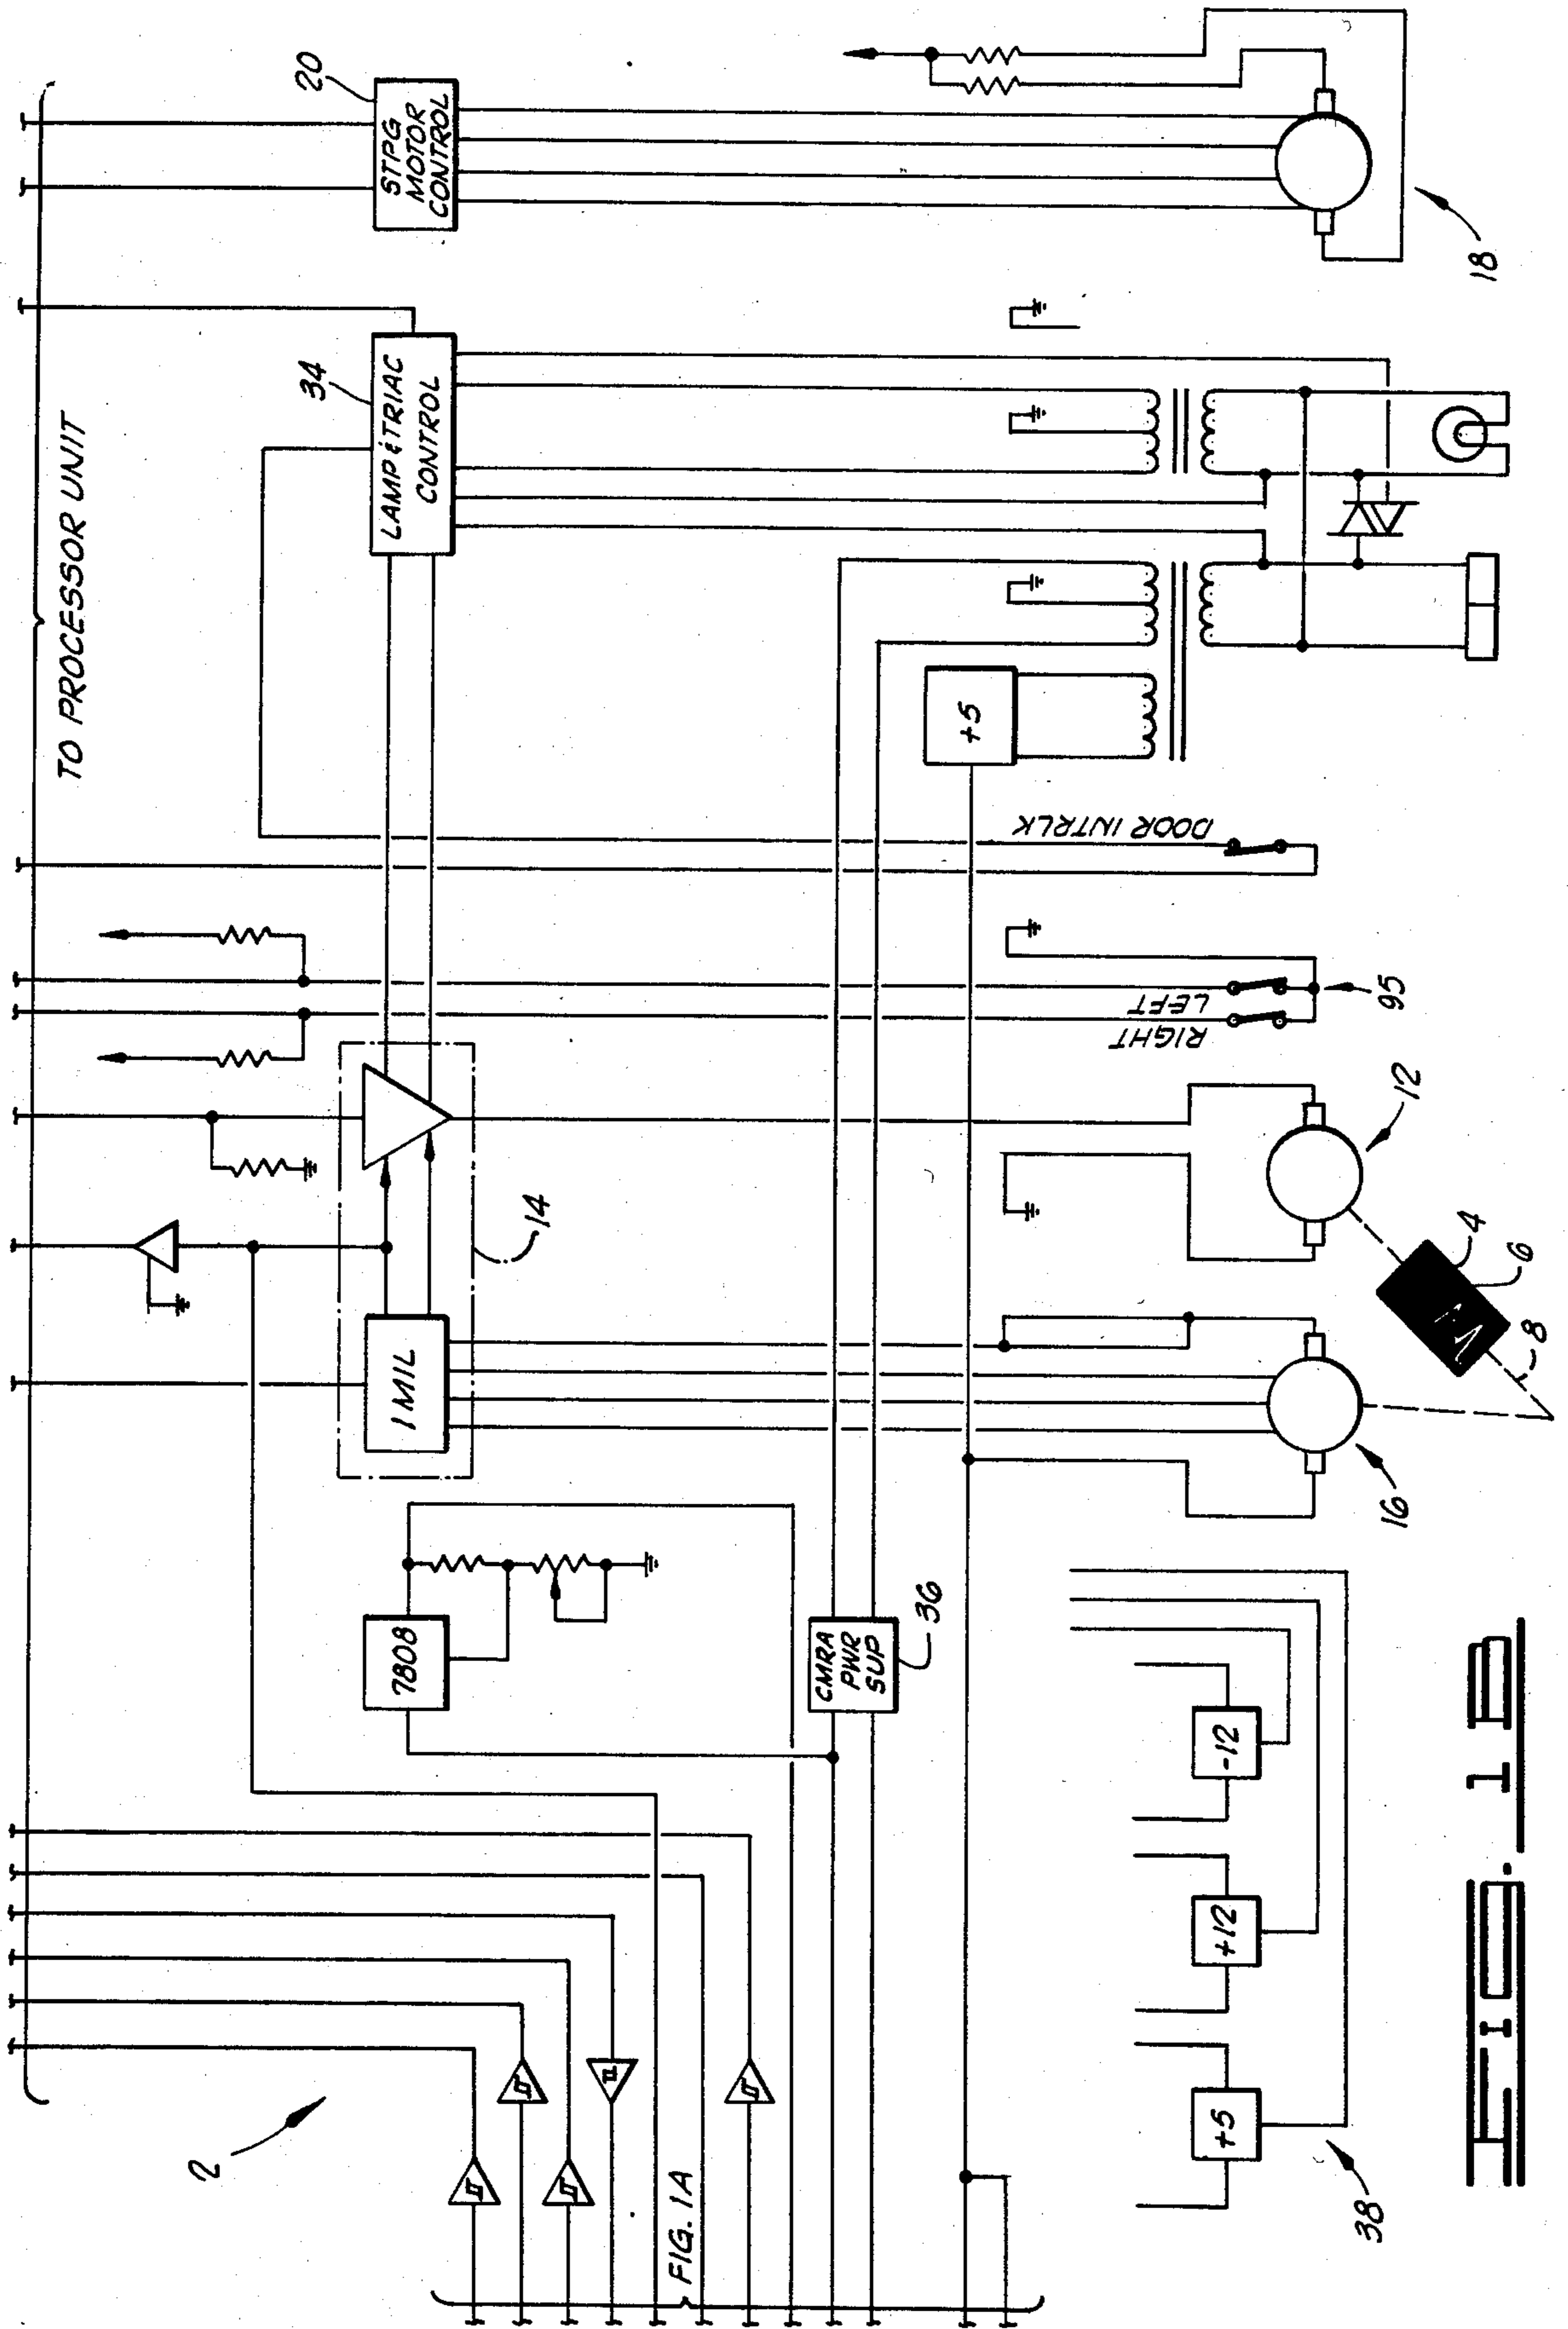 TO PROCESSOR UNIT
2
FIG. 1A
7808
1 MIL
14
LAMP & TRIAC
CONTROL
34
STPG
MOTOR
CONTROL
20
CMRA
PWR
SUP
36
+5
RIGHT
LEFT
DOOR INTRLK
95
12
16
4
6
8
18
+5
+12
-12
38
FIG. 1B